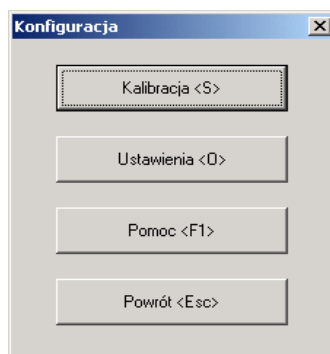 Konfiguracja
Kalibracja <S>
Ustawienia <O>
Pomoc <F1>
Powrót <Esc>